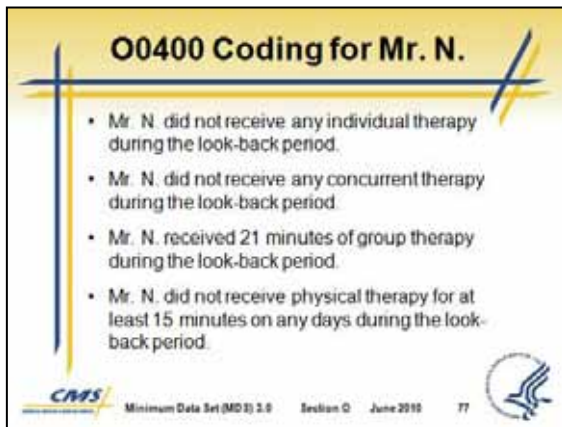 O0400 Coding for Mr. N.
• Mr. N. did not receive any individual therapy
during the look-back period.
• Mr. N. did not receive any concurrent therapy
during the look-back period.
• Mr. N. received 21 minutes of group therapy
during the look-back period.
• Mr. N. did not receive physical therapy for at
least 15 minutes on any days during the look-
back period.
CMS
Minimum Data Set (MDS) 3.0 Section O June 2010 77